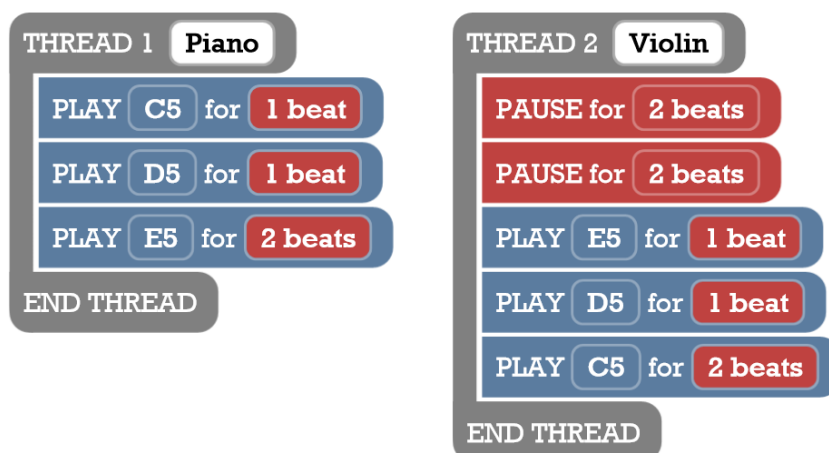 THREAD 1 Piano
PLAY C5 for 1 beat
PLAY D5 for 1 beat
PLAY E5 for 2 beats
END THREAD
THREAD 2 Violin
PAUSE for 2 beats
PAUSE for 2 beats
PLAY E5 for 1 beat
PLAY D5 for 1 beat
PLAY C5 for 2 beats
END THREAD